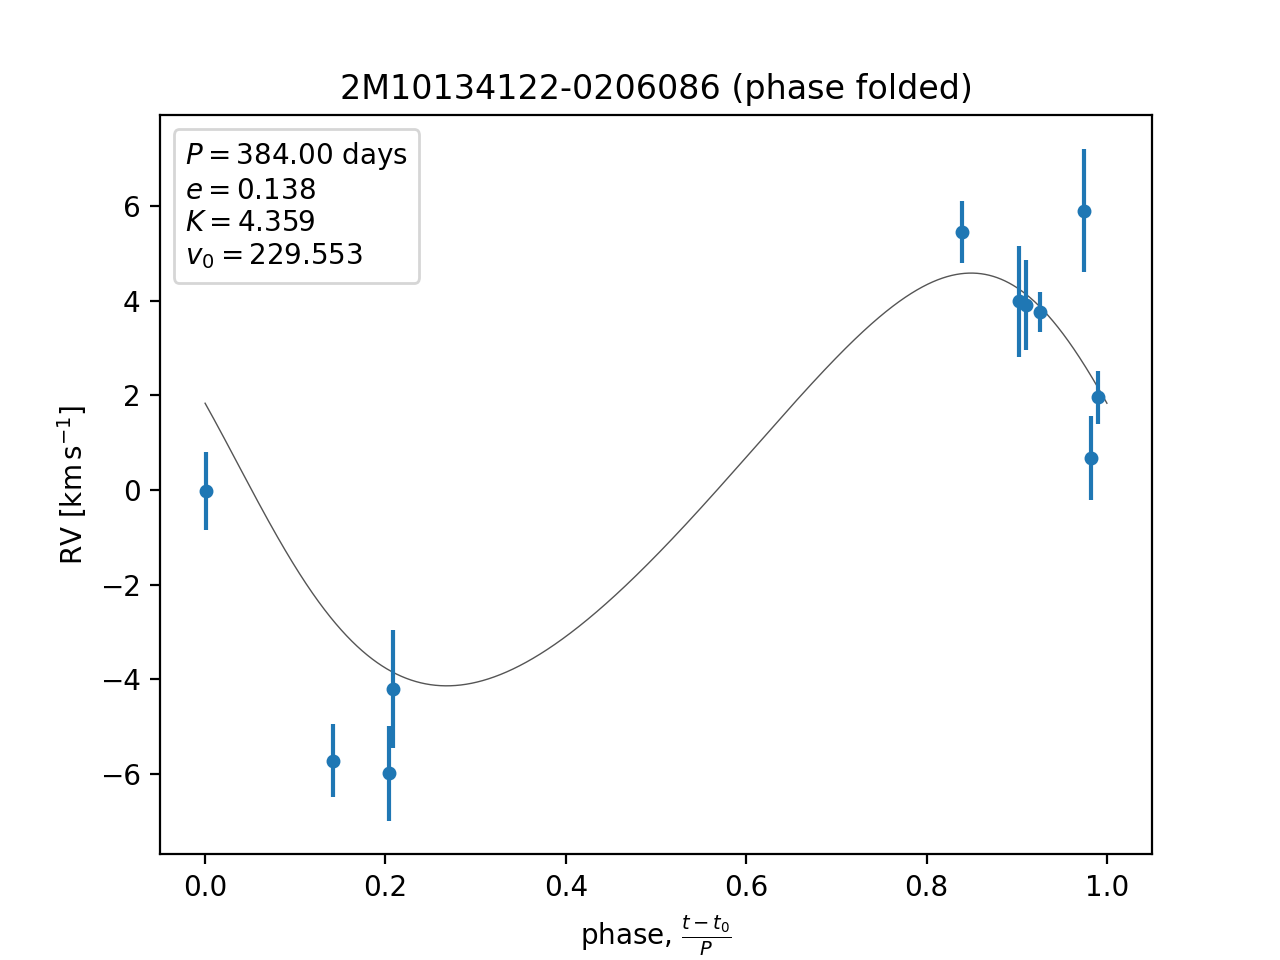 2M10134122-0206086 (phase folded)
P = 384.00 days
e = 0.138
K = 4.359
v₀ = 229.553
6
4
2
0
−2
−4
−6
RV [km s⁻¹]
0.0 0.2 0.4 0.6 0.8 1.0
phase, (t − t₀)/P